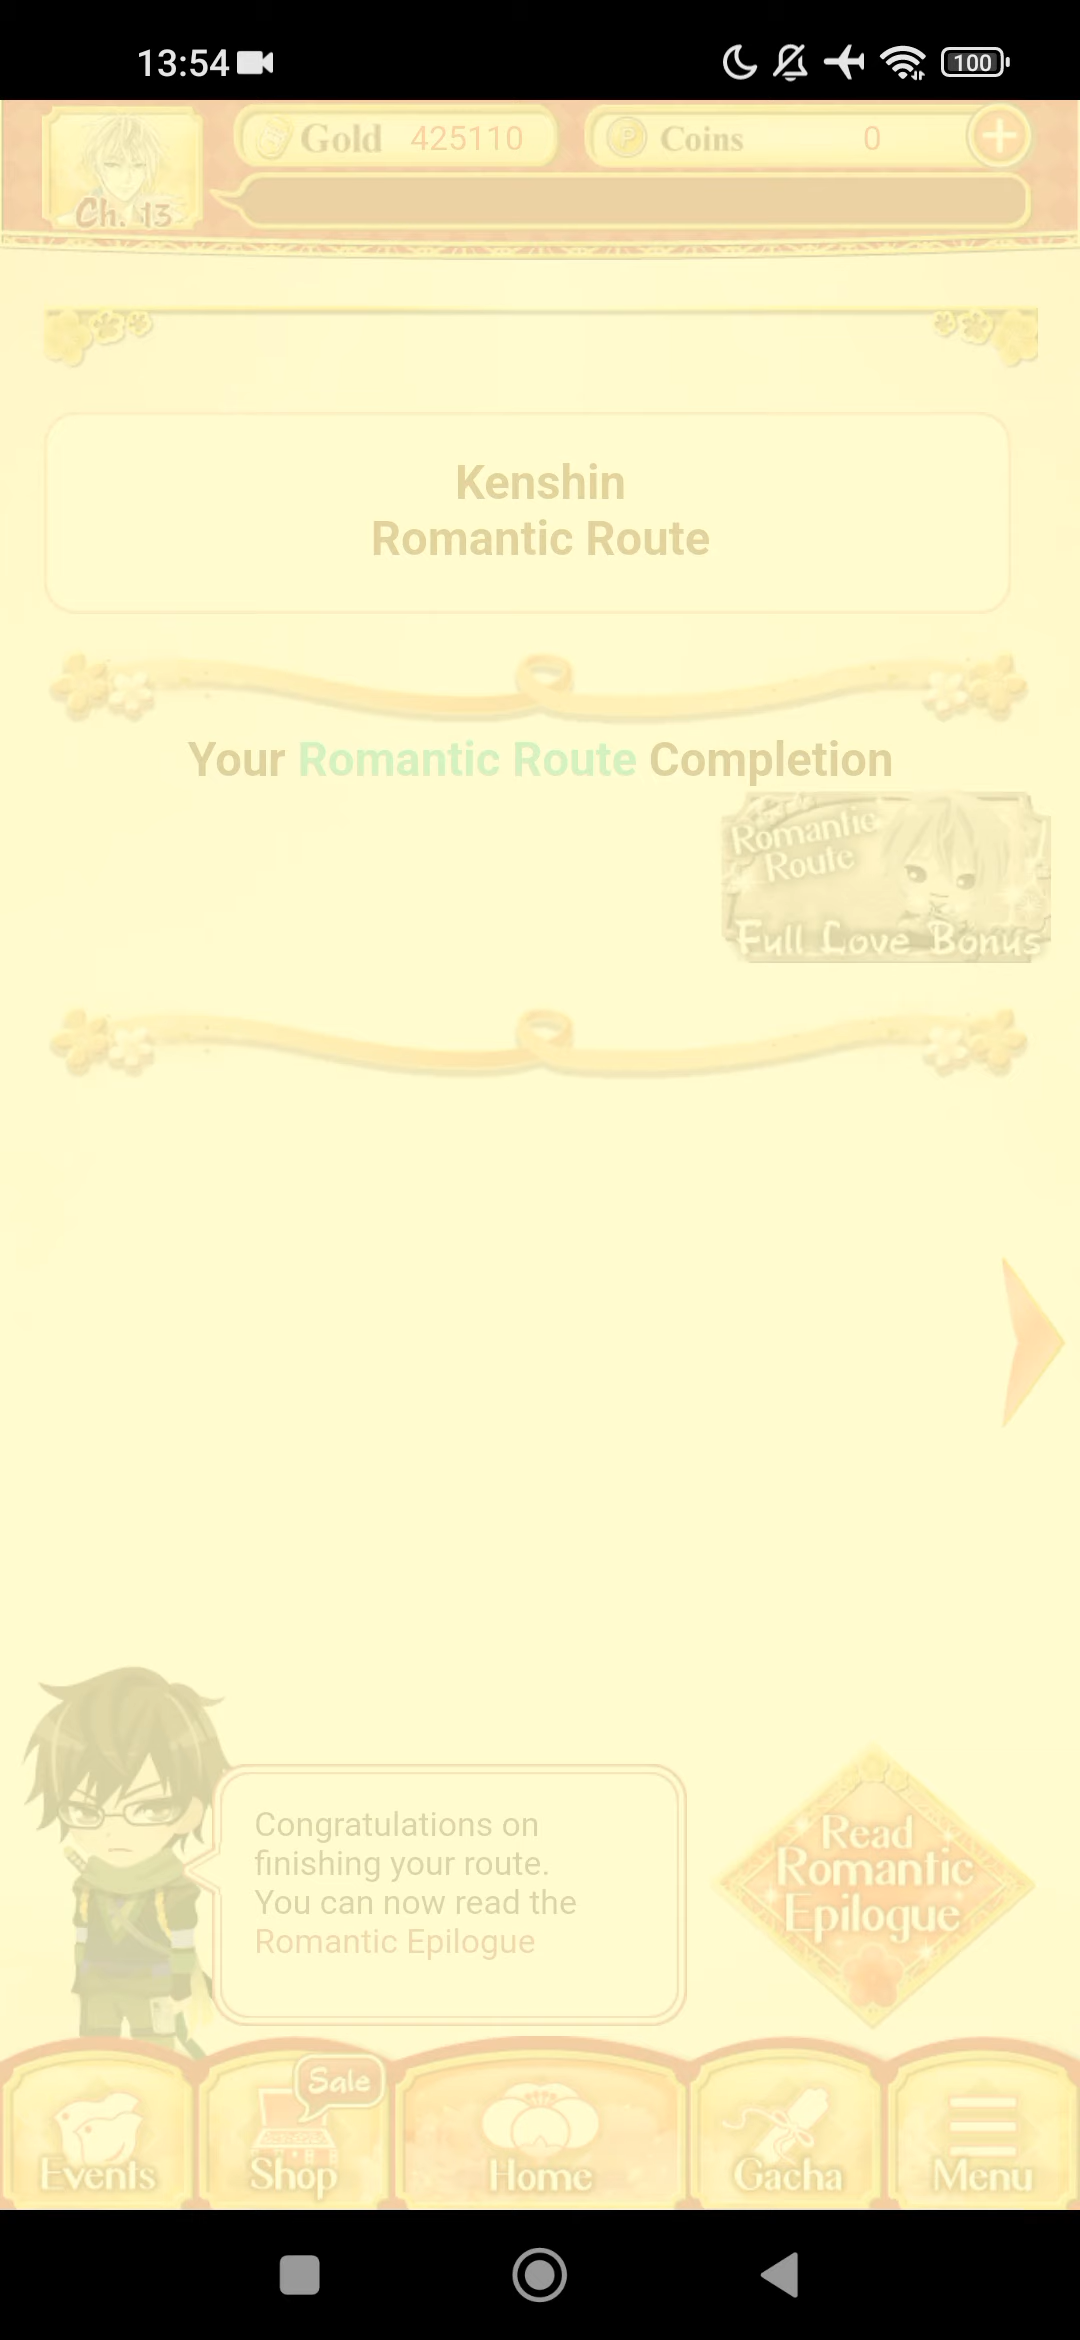 13:54
100
Gold 425110
Coins 0
Ch. 13
Kenshin
Romantic Route
Your Romantic Route Completion
Romantic
Route
Full Love Bonus
Congratulations on
finishing your route.
You can now read the
Romantic Epilogue
Read
Romantic
Epilogue
Sale
Events
Shop
Home
Gacha
Menu